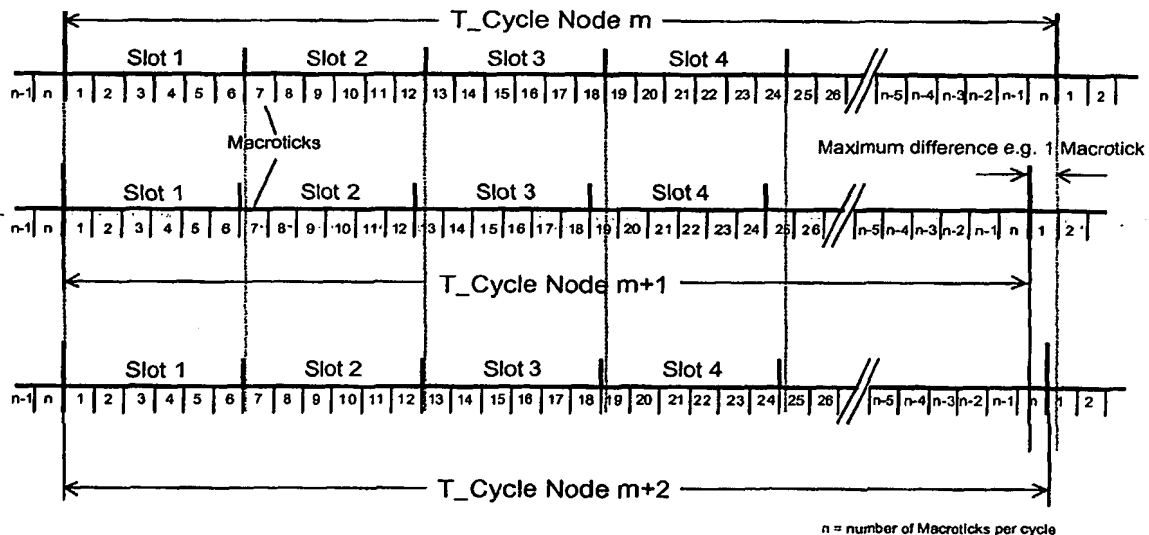 T_Cycle Node m
Slot 1 Slot 2 Slot 3 Slot 4
n-1 n 1 2 3 4 5 6 7 8 9 10 11 12 13 14 15 16 17 18 19 20 21 22 23 24 25 26 n-5 n-4 n-3 n-2 n-1 n 1 2
Macroticks
Maximum difference e.g. 1 Macrotick
Slot 1 Slot 2 Slot 3 Slot 4
n-1 n 1 2 3 4 5 6 7 8 9 10 11 12 13 14 15 16 17 18 19 20 21 22 23 24 25 26 n-5 n-4 n-3 n-2 n-1 n 1 2
T_Cycle Node m+1
Slot 1 Slot 2 Slot 3 Slot 4
n-1 n 1 2 3 4 5 6 7 8 9 10 11 12 13 14 15 16 17 18 19 20 21 22 23 24 25 26 n-5 n-4 n-3 n-2 n-1 n 1 2
T_Cycle Node m+2
n = number of Macroticks per cycle